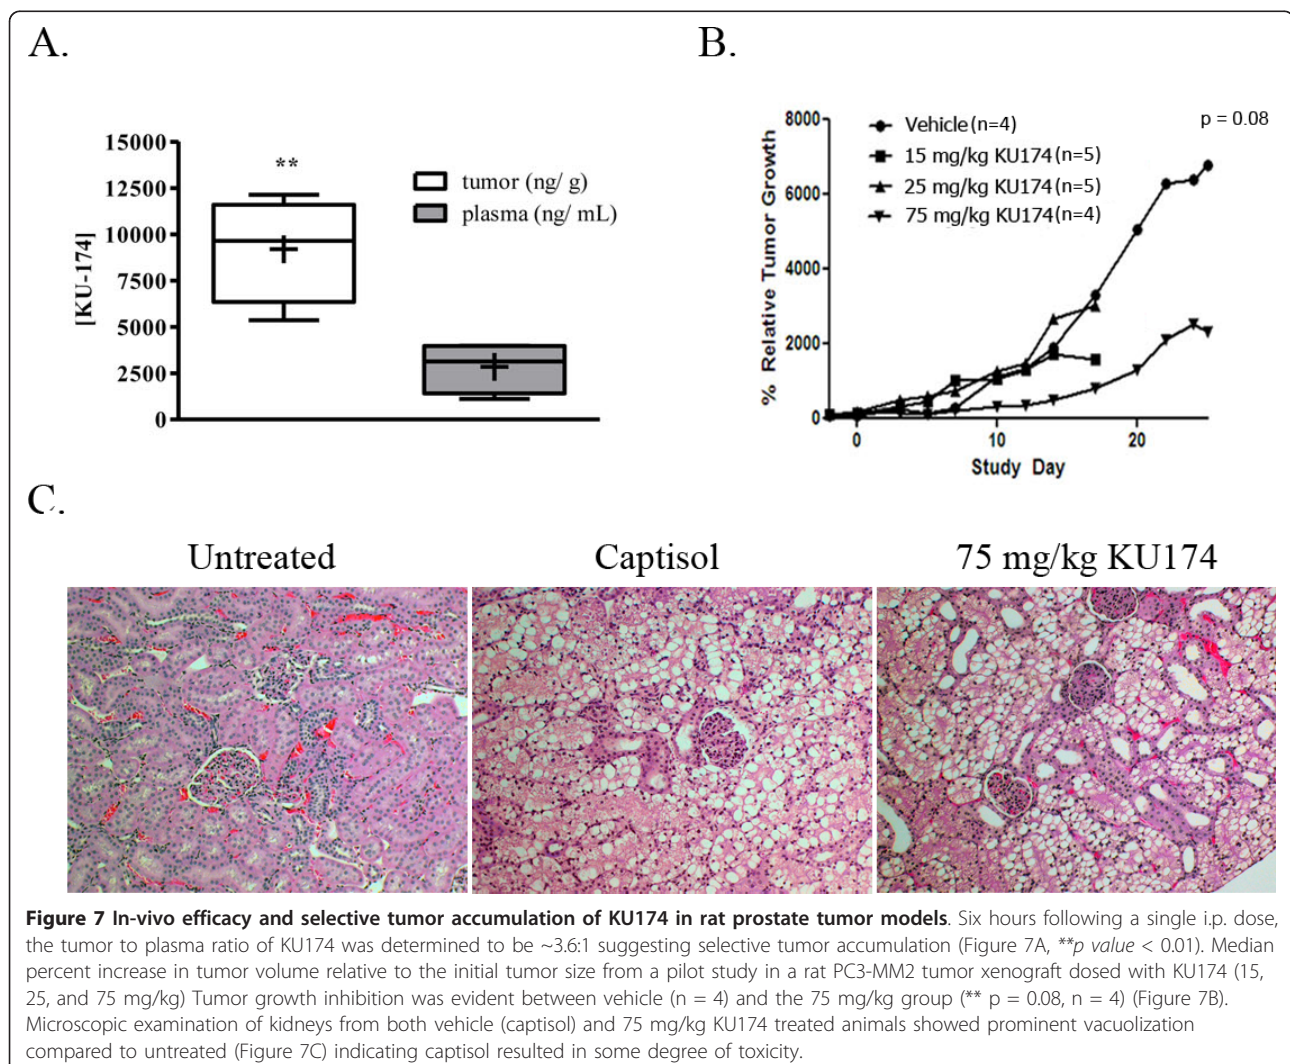 A.
B.
[KU-174]
15000
12500
10000
7500
5000
2500
0
**
tumor (ng/ g)
plasma (ng/ mL)
% Relative Tumor Growth
8000
6000
4000
2000
0
Vehicle (n=4)
15 mg/kg KU174 (n=5)
25 mg/kg KU174 (n=5)
75 mg/kg KU174 (n=4)
p = 0.08
0
10
20
Study Day
C.
Untreated
Captisol
75 mg/kg KU174
Figure 7 In-vivo efficacy and selective tumor accumulation of KU174 in rat prostate tumor models. Six hours following a single i.p. dose,
the tumor to plasma ratio of KU174 was determined to be ~3.6:1 suggesting selective tumor accumulation (Figure 7A, **p value < 0.01). Median
percent increase in tumor volume relative to the initial tumor size from a pilot study in a rat PC3-MM2 tumor xenograft dosed with KU174 (15,
25, and 75 mg/kg) Tumor growth inhibition was evident between vehicle (n = 4) and the 75 mg/kg group (** p = 0.08, n = 4) (Figure 7B).
Microscopic examination of kidneys from both vehicle (captisol) and 75 mg/kg KU174 treated animals showed prominent vacuolization
compared to untreated (Figure 7C) indicating captisol resulted in some degree of toxicity.